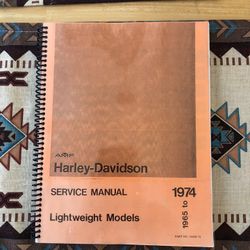 AMF
Harley-Davidson
SERVICE MANUAL
1965 to 1974
Lightweight Models